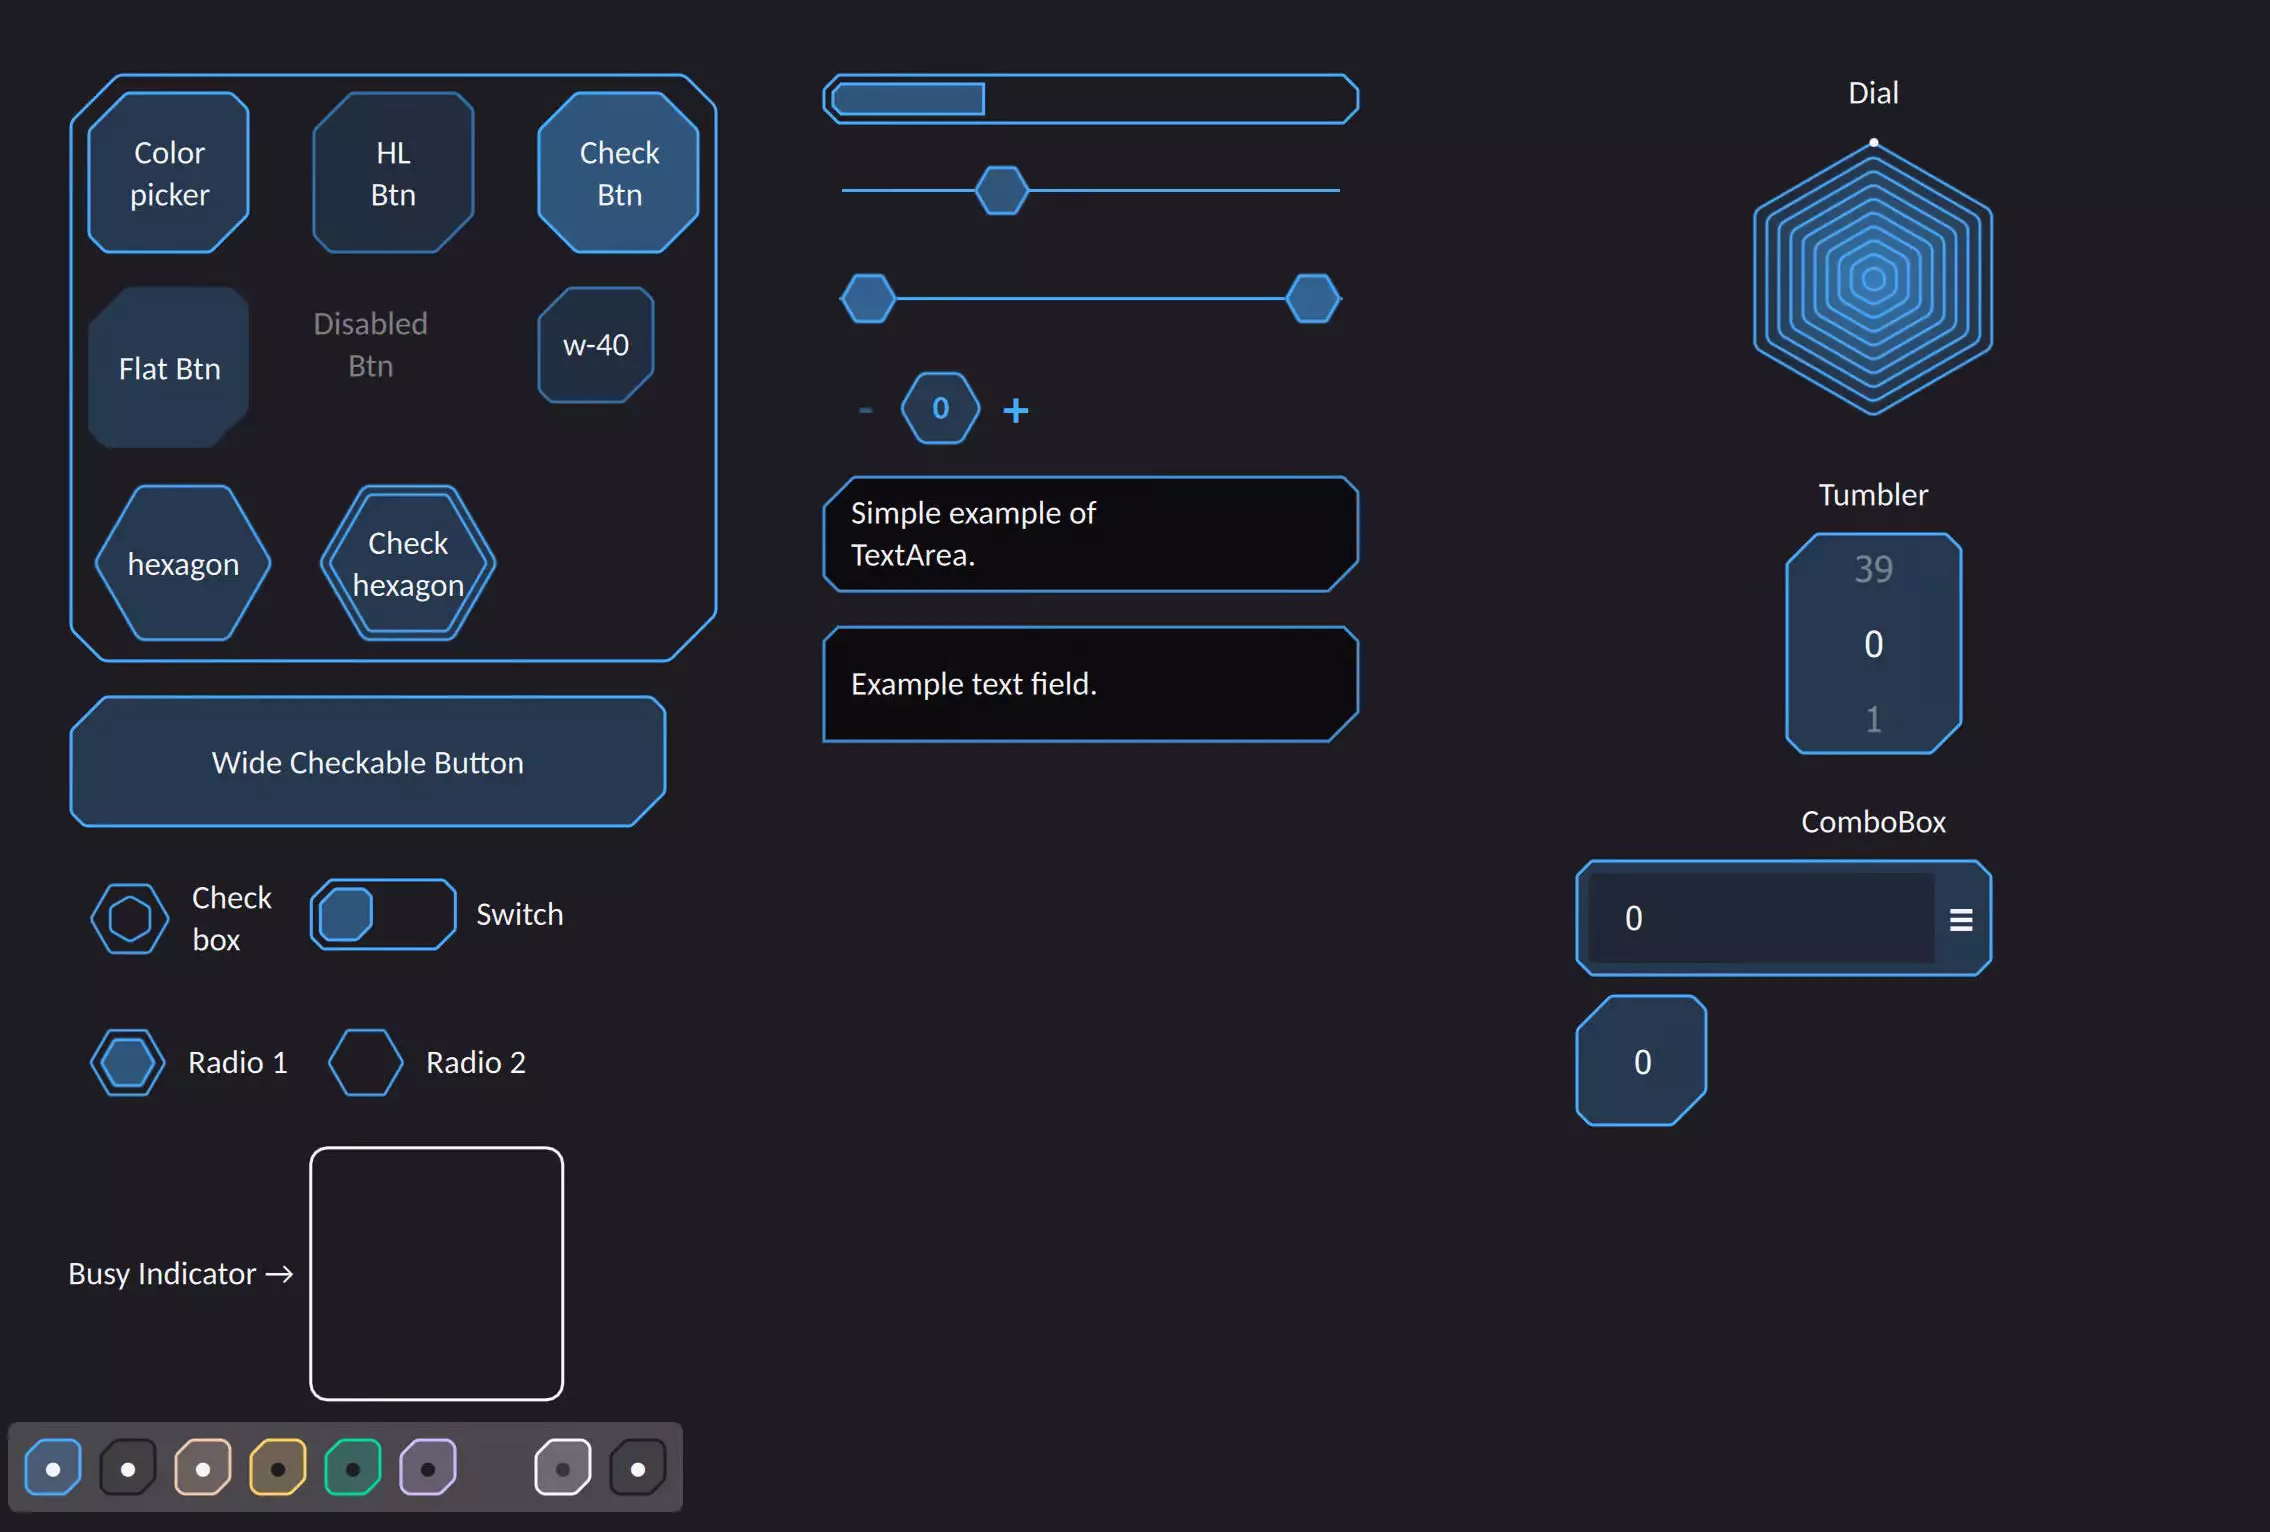 Color
picker
HL
Btn
Check
Btn
Flat Btn
Disabled
Btn
w-40
hexagon
Check
hexagon
Wide Checkable Button
Check
box
Switch
Radio 1
Radio 2
Busy Indicator →
- 0 +
Simple example of
TextArea.
Example text field.
Dial
Tumbler
39
0
1
ComboBox
0
0